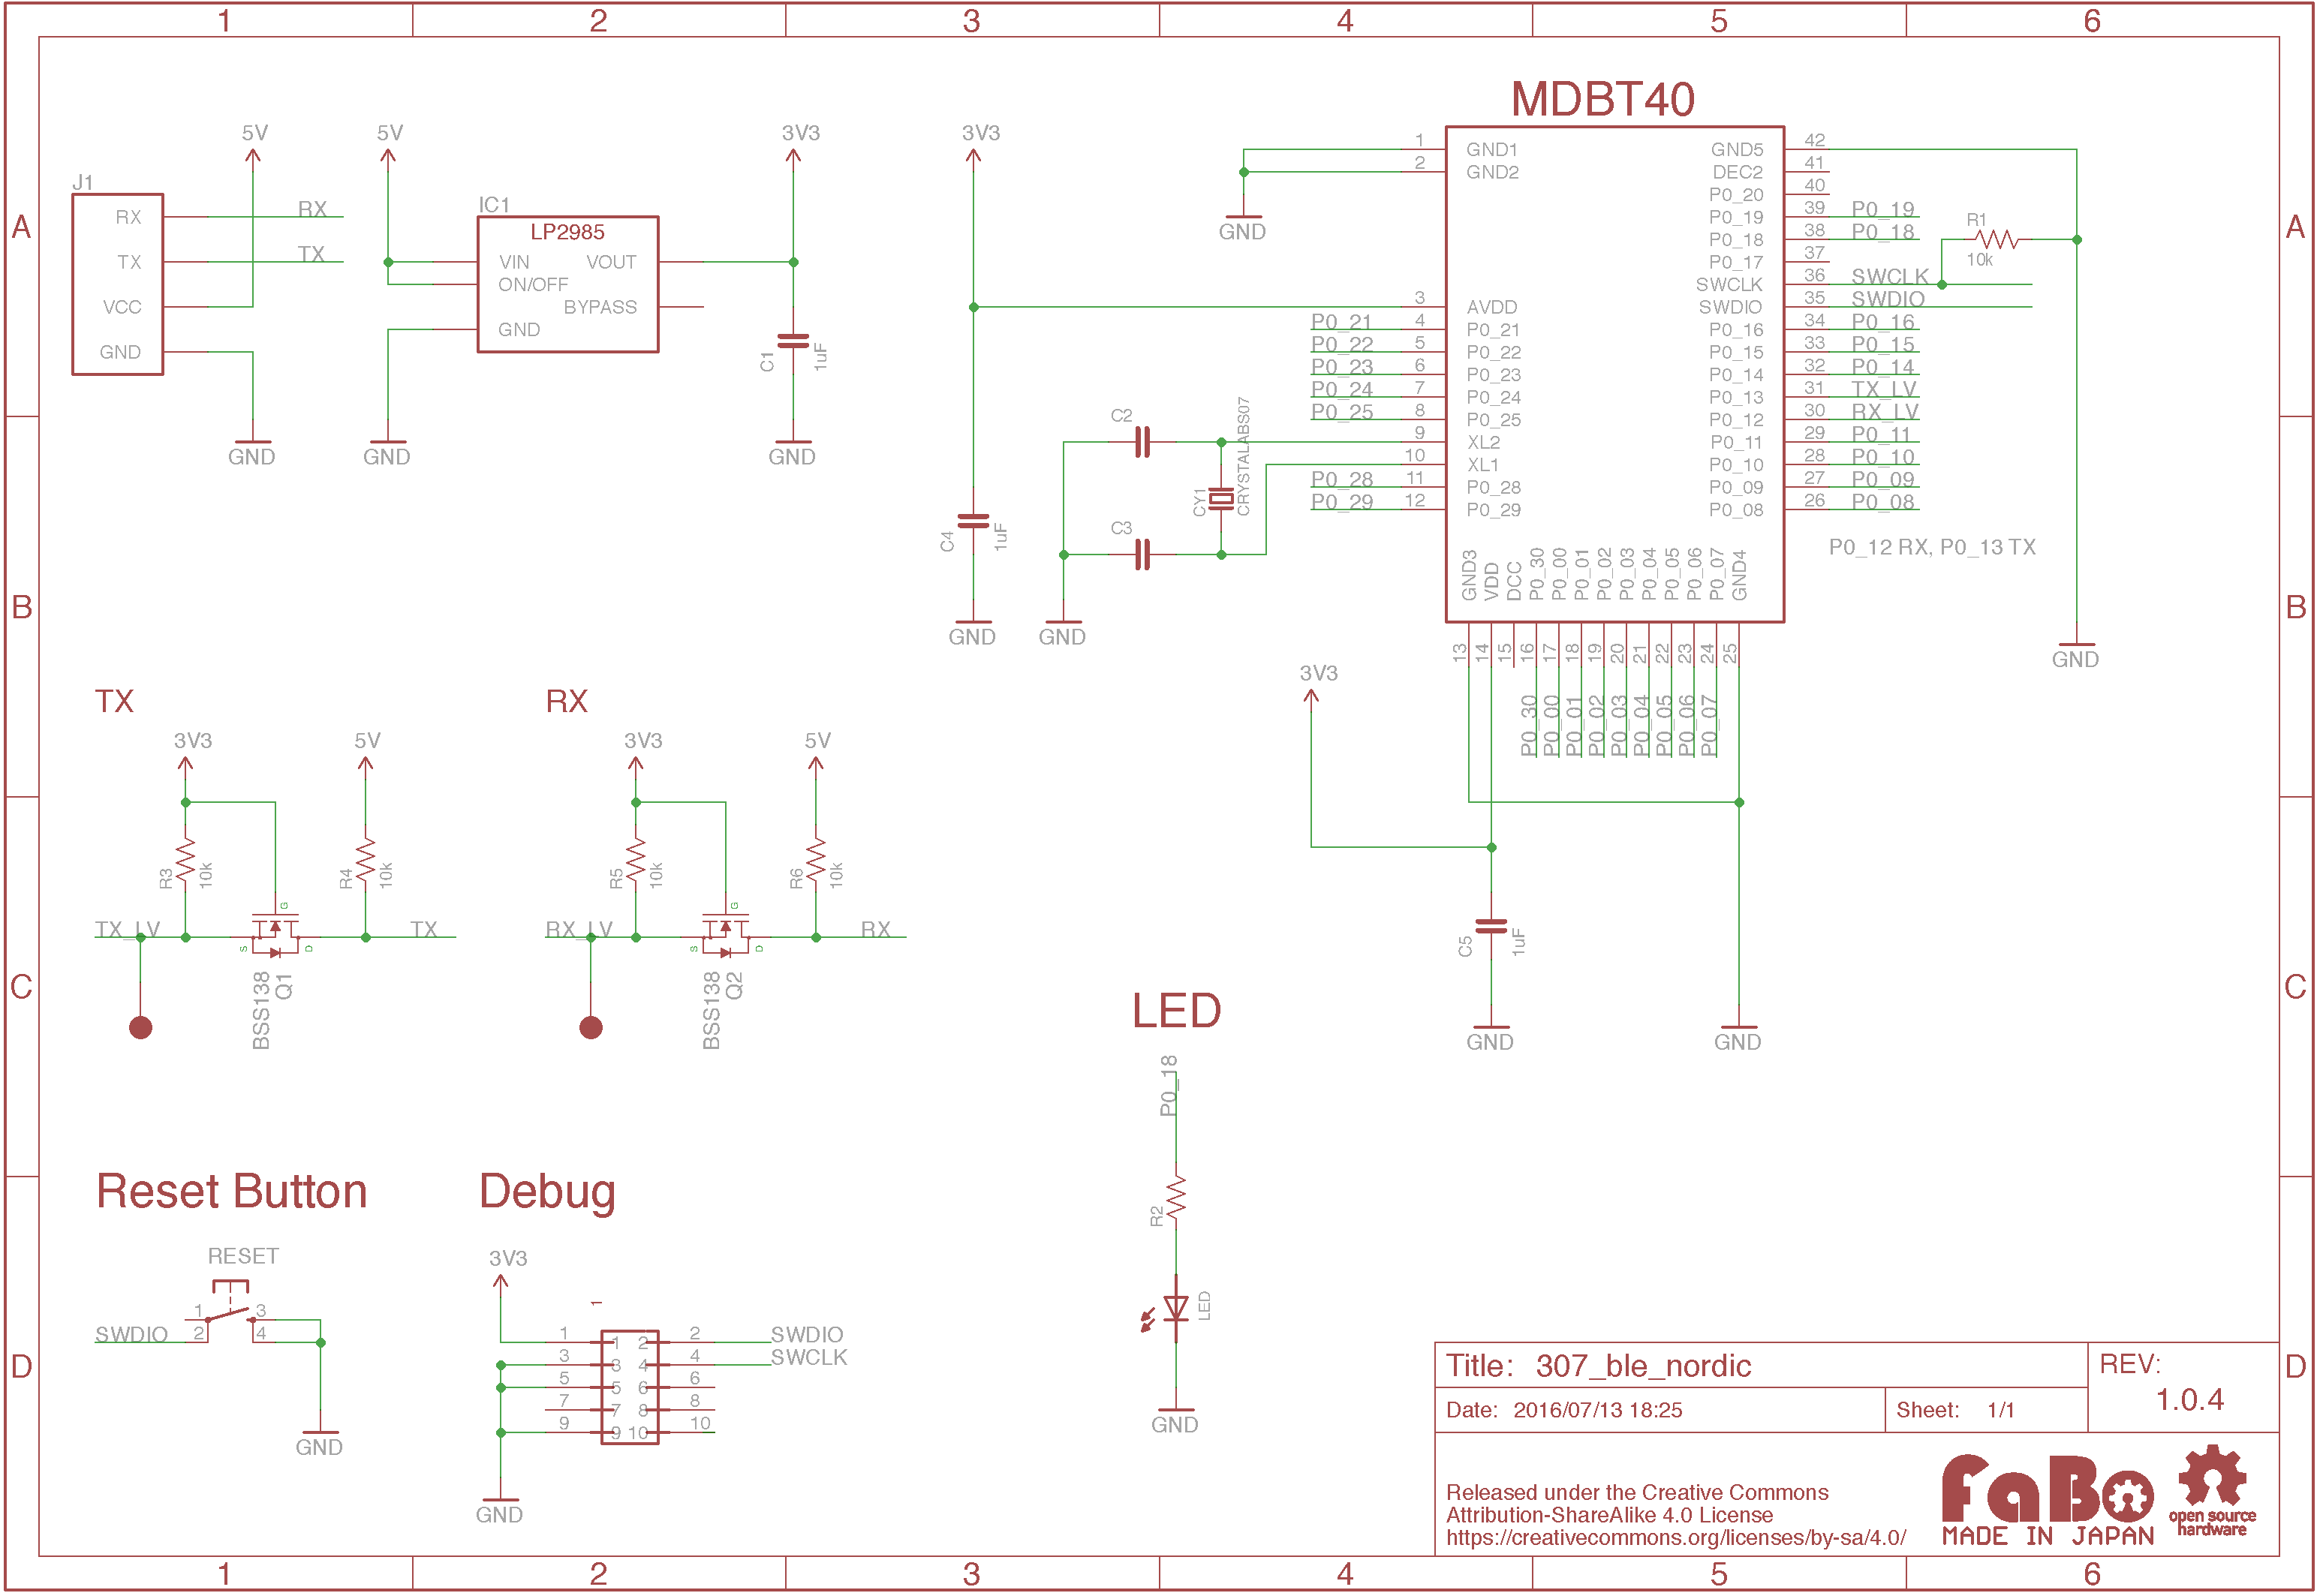 1 2 3 4 5 6
A A
B B
C C
D D
J1
RX
TX
VCC
GND
RX
TX
5V
GND
5V
IC1
LP2985
VIN
ON/OFF
GND
VOUT
BYPASS
GND
3V3
C1
1uF
GND
3V3
C4
1uF
GND
C2
C3
CY1
CRYSTALABS07
GND
GND
MDBT40
1 GND1
2 GND2
3 AVDD
P0_21 4 P0_21
P0_22 5 P0_22
P0_23 6 P0_23
P0_24 7 P0_24
P0_25 8 P0_25
9 XL2
10 XL1
P0_28 11 P0_28
P0_29 12 P0_29
GND5 42
DEC2 41
P0_20 40
P0_19 39 P0_19
P0_18 38 P0_18
P0_17 37
SWCLK 36 SWCLK
SWDIO 35 SWDIO
P0_16 34 P0_16
P0_15 33 P0_15
P0_14 32 P0_14
P0_13 31 TX_LV
P0_12 30 RX_LV
P0_11 29 P0_11
P0_10 28 P0_10
P0_09 27 P0_09
P0_08 26 P0_08
R1
10k
P0_12 RX, P0_13 TX
GND
GND3 VDD DCC P0_30 P0_00 P0_01 P0_02 P0_03 P0_04 P0_05 P0_06 P0_07 GND4
13 14 15 16 17 18 19 20 21 22 23 24 25
P0_30 P0_00 P0_01 P0_02 P0_03 P0_04 P0_05 P0_06 P0_07
3V3
C5
1uF
GND
GND
TX
3V3
5V
R3
10k
R4
10k
TX_LV
TX
G
S
D
BSS138
Q1
RX
3V3
5V
R5
10k
R6
10k
RX_LV
RX
G
S
D
BSS138
Q2
LED
P0_18
R2
LED
GND
Reset Button
RESET
SWDIO
1 3
2 4
GND
Debug
3V3
1
1 1 2 2 SWDIO
3 3 4 4 SWCLK
5 5 6 6
7 7 8 8
9 9 10 10
GND
Title: 307_ble_nordic
REV:
1.0.4
Date: 2016/07/13 18:25
Sheet: 1/1
Released under the Creative Commons
Attribution-ShareAlike 4.0 License
https://creativecommons.org/licenses/by-sa/4.0/
FaBo
MADE IN JAPAN
open source
hardware
1 2 3 4 5 6